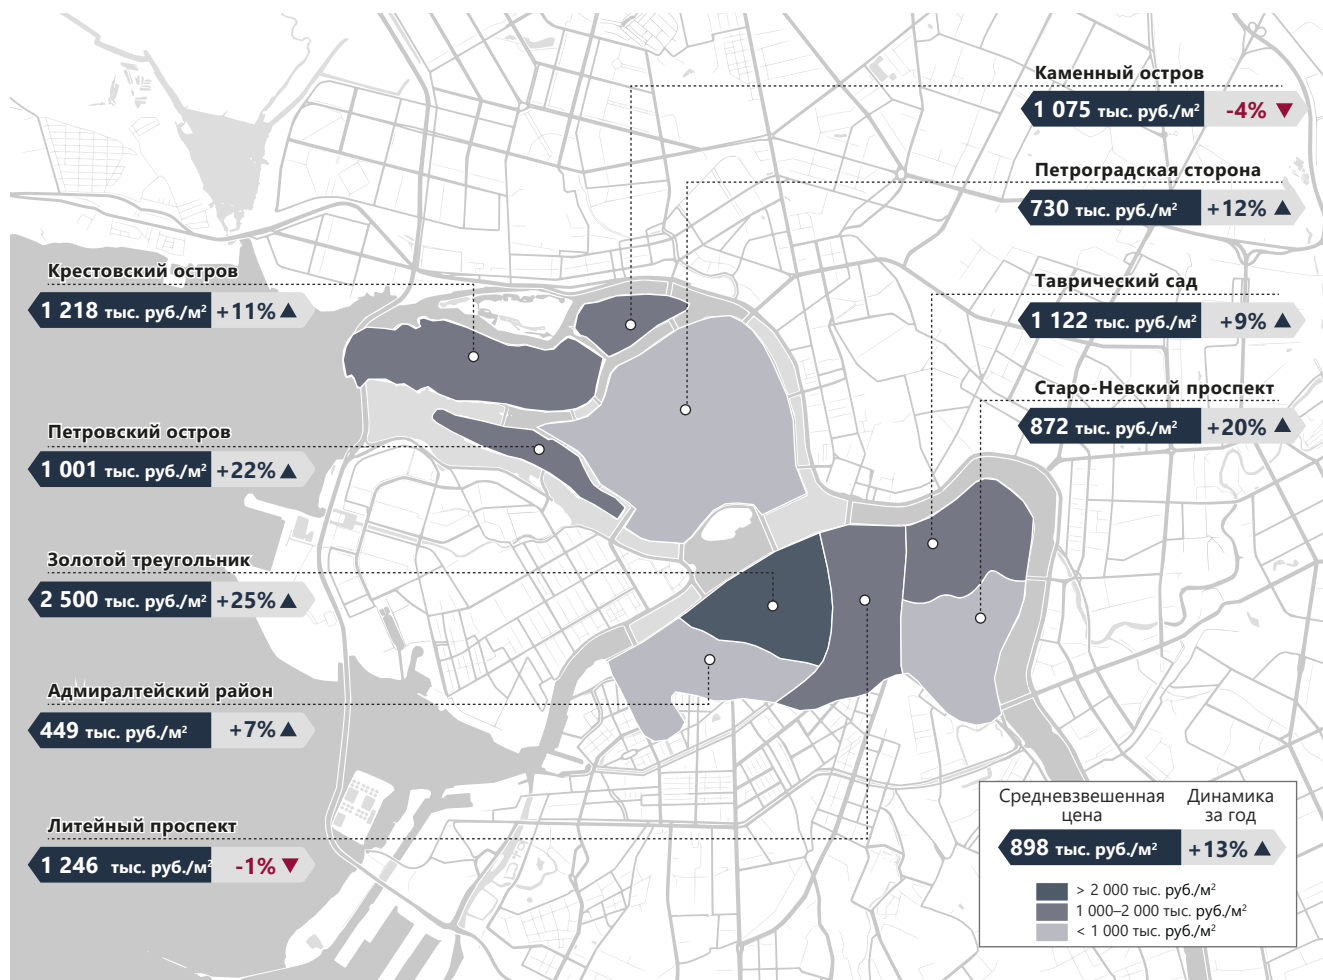 Каменный остров
1 075 тыс. руб./м²
-4% ▼
Петроградская сторона
730 тыс. руб./м²
+12% ▲
Крестовский остров
1 218 тыс. руб./м²
+11% ▲
Таврический сад
1 122 тыс. руб./м²
+9% ▲
Старо-Невский проспект
872 тыс. руб./м²
+20% ▲
Петровский остров
1 001 тыс. руб./м²
+22% ▲
Золотой треугольник
2 500 тыс. руб./м²
+25% ▲
Адмиралтейский район
449 тыс. руб./м²
+7% ▲
Литейный проспект
1 246 тыс. руб./м²
-1% ▼
Средневзвешенная
цена
Динамика
за год
898 тыс. руб./м²
+13% ▲
> 2 000 тыс. руб./м²
1 000–2 000 тыс. руб./м²
< 1 000 тыс. руб./м²